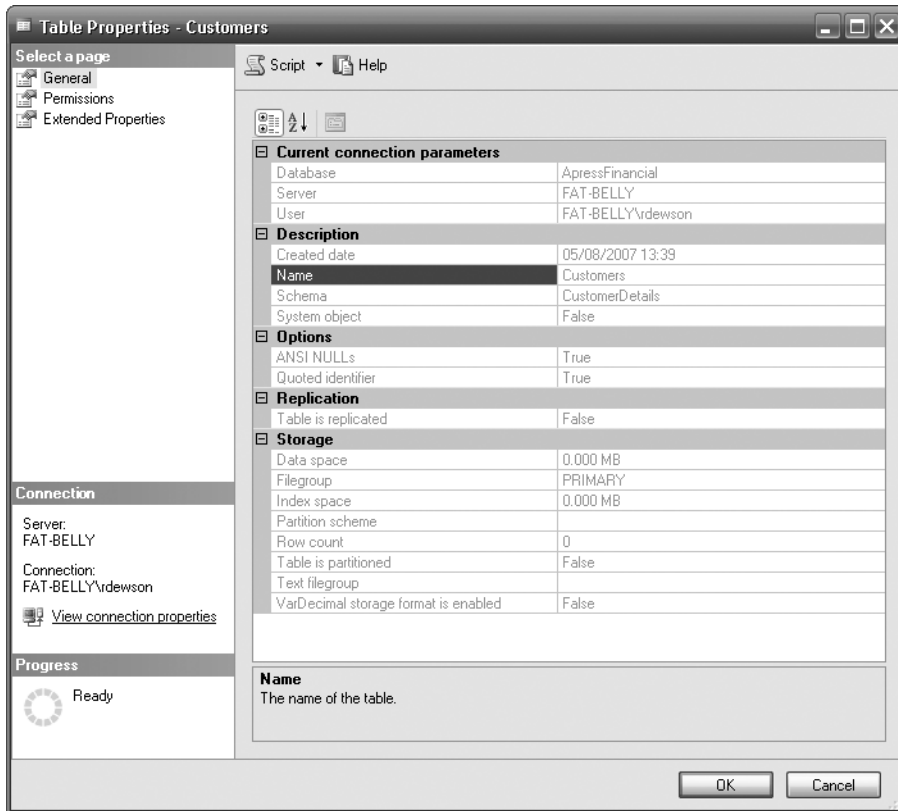 Table Properties - Customers
Select a page
General
Permissions
Extended Properties
Script
Help
Current connection parameters
Database ApressFinancial
Server FAT-BELLY
User FAT-BELLY\rdewson
Description
Created date 05/08/2007 13:39
Name Customers
Schema CustomerDetails
System object False
Options
ANSI NULLs True
Quoted identifier True
Replication
Table is replicated False
Storage
Data space 0.000 MB
Filegroup PRIMARY
Index space 0.000 MB
Partition scheme
Row count 0
Table is partitioned False
Text filegroup
VarDecimal storage format is enabled False
Connection
Server:
FAT-BELLY
Connection:
FAT-BELLY\rdewson
View connection properties
Progress
Ready
Name
The name of the table.
OK Cancel